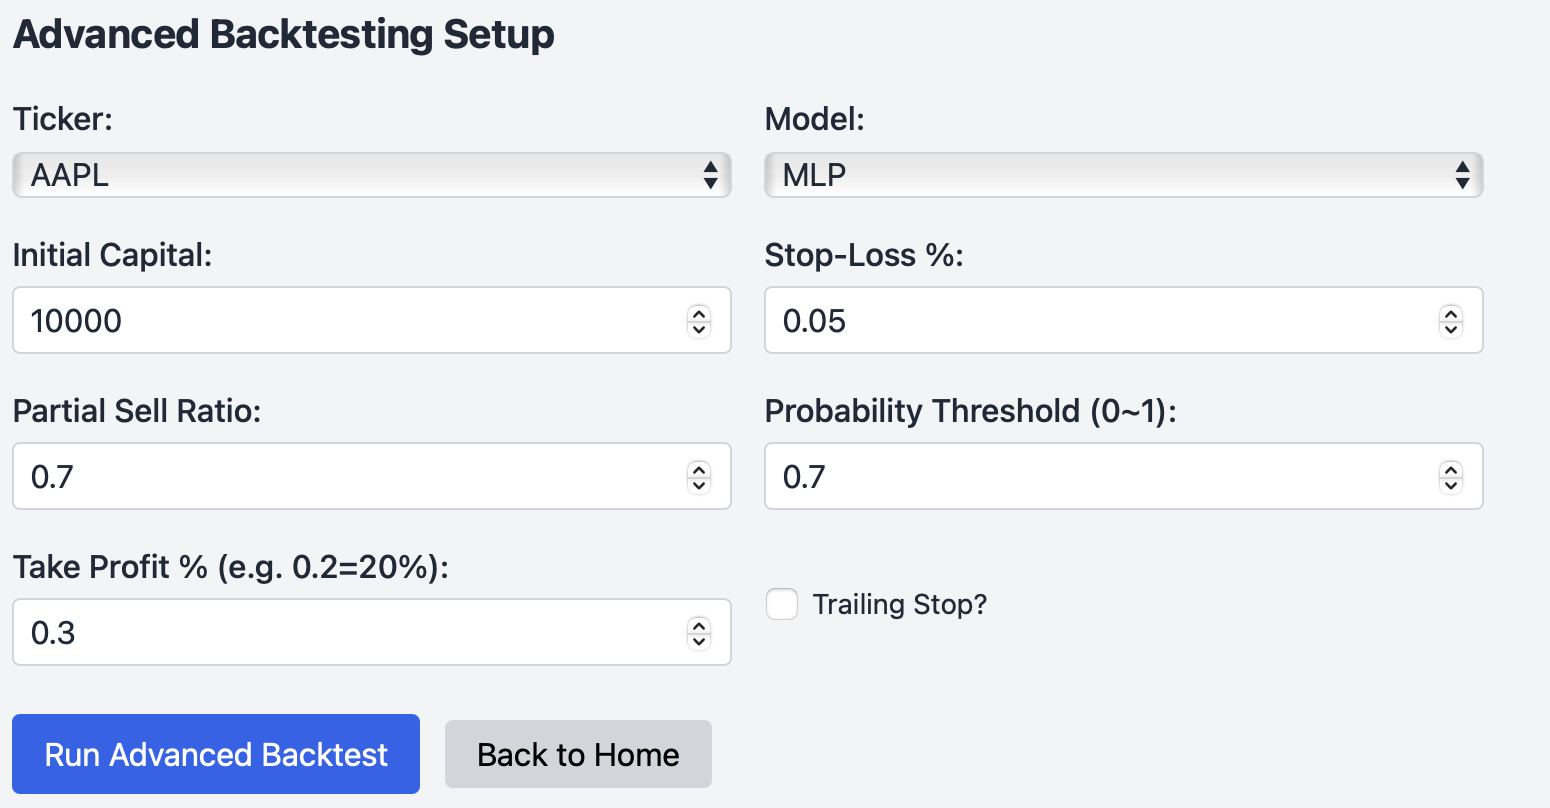 Advanced Backtesting Setup
Ticker:
AAPL
Model:
MLP
Initial Capital:
10000
Stop-Loss %:
0.05
Partial Sell Ratio:
0.7
Probability Threshold (0~1):
0.7
Take Profit % (e.g. 0.2=20%):
0.3
Trailing Stop?
Run Advanced Backtest
Back to Home